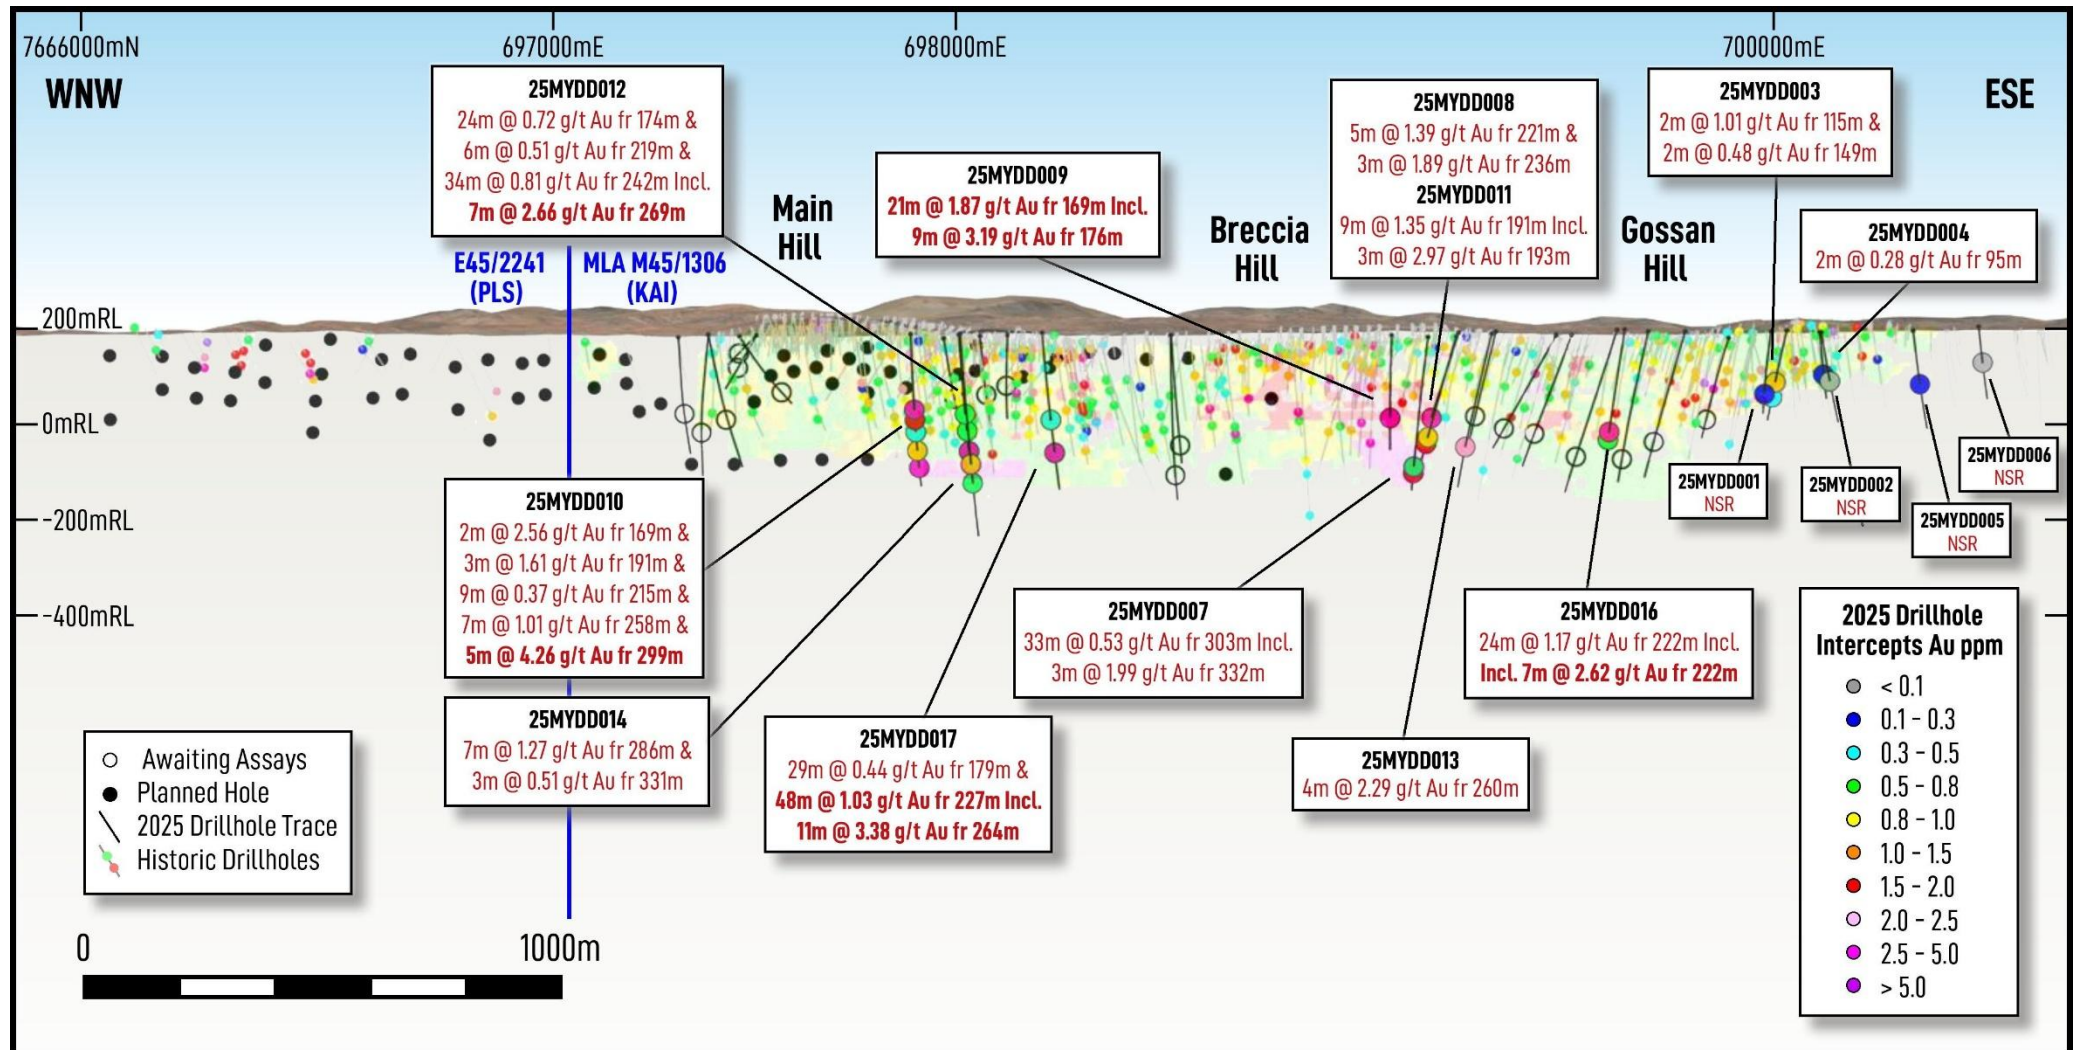 7666000mN
697000mE
698000mE
700000mE
WNW
ESE
25MYDD012
24m @ 0.72 g/t Au fr 174m &
6m @ 0.51 g/t Au fr 219m &
34m @ 0.81 g/t Au fr 242m Incl.
7m @ 2.66 g/t Au fr 269m
Main
Hill
25MYDD009
21m @ 1.87 g/t Au fr 169m Incl.
9m @ 3.19 g/t Au fr 176m
Breccia
Hill
25MYDD008
5m @ 1.39 g/t Au fr 221m &
3m @ 1.89 g/t Au fr 236m
25MYDD011
9m @ 1.35 g/t Au fr 191m Incl.
3m @ 2.97 g/t Au fr 193m
Gossan
Hill
25MYDD003
2m @ 1.01 g/t Au fr 115m &
2m @ 0.48 g/t Au fr 149m
25MYDD004
2m @ 0.28 g/t Au fr 95m
E45/2241
(PLS)
MLA M45/1306
(KAI)
200mRL
0mRL
-200mRL
-400mRL
25MYDD010
2m @ 2.56 g/t Au fr 169m &
3m @ 1.61 g/t Au fr 191m &
9m @ 0.37 g/t Au fr 215m &
7m @ 1.01 g/t Au fr 258m &
5m @ 4.26 g/t Au fr 299m
25MYDD014
7m @ 1.27 g/t Au fr 286m &
3m @ 0.51 g/t Au fr 331m
25MYDD017
29m @ 0.44 g/t Au fr 179m &
48m @ 1.03 g/t Au fr 227m Incl.
11m @ 3.38 g/t Au fr 264m
25MYDD007
33m @ 0.53 g/t Au fr 303m Incl.
3m @ 1.99 g/t Au fr 332m
25MYDD013
4m @ 2.29 g/t Au fr 260m
25MYDD016
24m @ 1.17 g/t Au fr 222m Incl.
Incl. 7m @ 2.62 g/t Au fr 222m
25MYDD001
NSR
25MYDD002
NSR
25MYDD005
NSR
25MYDD006
NSR
Awaiting Assays
Planned Hole
2025 Drillhole Trace
Historic Drillholes
0
1000m
2025 Drillhole
Intercepts Au ppm
< 0.1
0.1 - 0.3
0.3 - 0.5
0.5 - 0.8
0.8 - 1.0
1.0 - 1.5
1.5 - 2.0
2.0 - 2.5
2.5 - 5.0
> 5.0